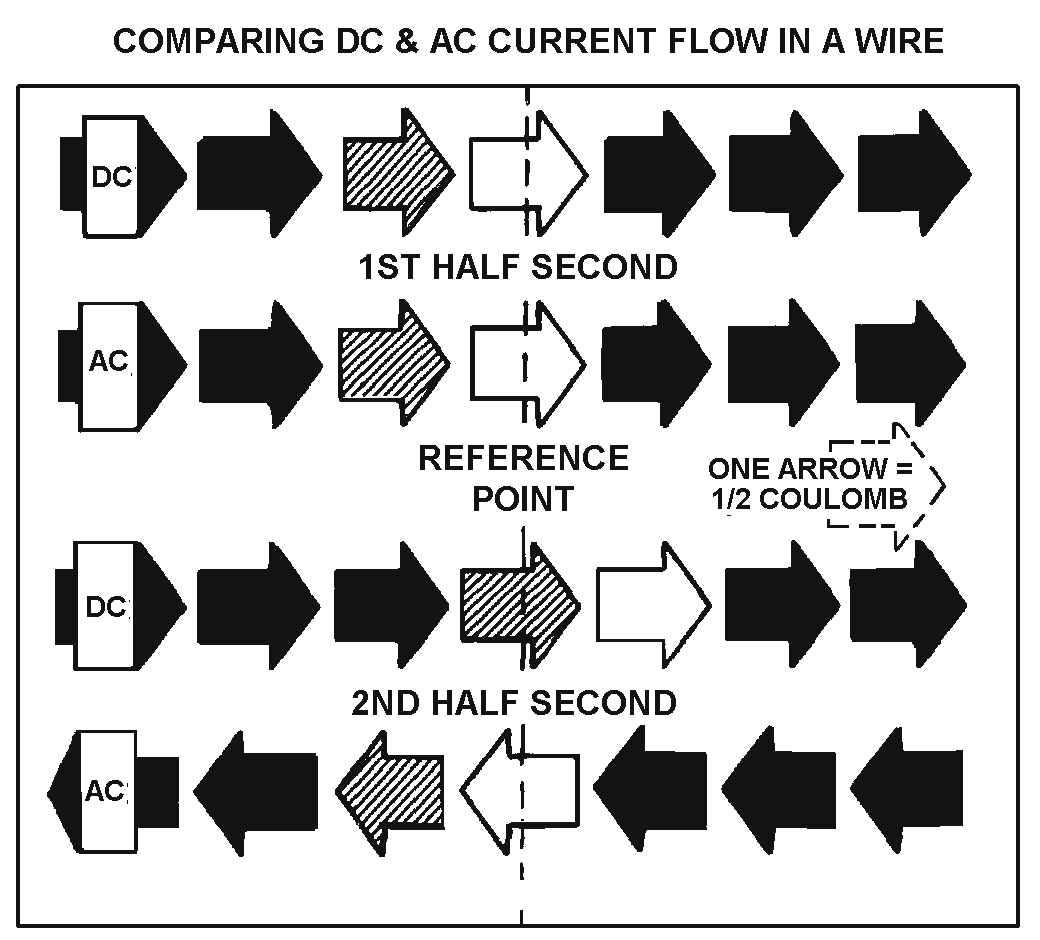 COMPARING DC & AC CURRENT FLOW IN A WIRE
DC
1ST HALF SECOND
AC
REFERENCE
POINT
ONE ARROW =
1/2 COULOMB
DC
2ND HALF SECOND
AC